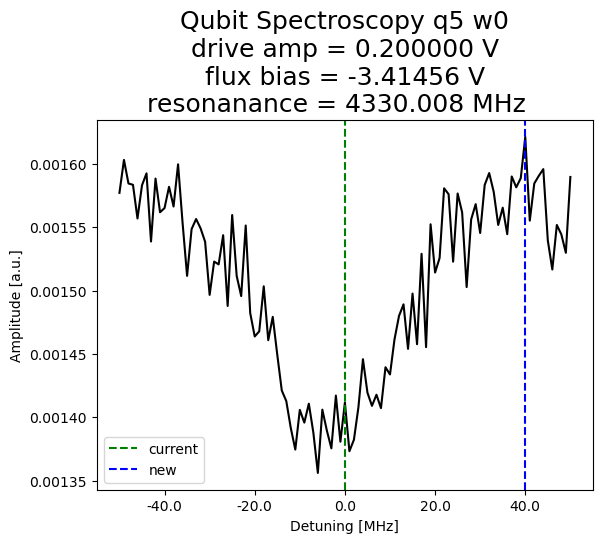 Qubit Spectroscopy q5 w0
drive amp = 0.200000 V
flux bias = -3.41456 V
resonanance = 4330.008 MHz
0.00160
0.00155
0.00150
0.00145
0.00140
0.00135
Amplitude [a.u.]
current
new
-40.0
-20.0
0.0
20.0
40.0
Detuning [MHz]